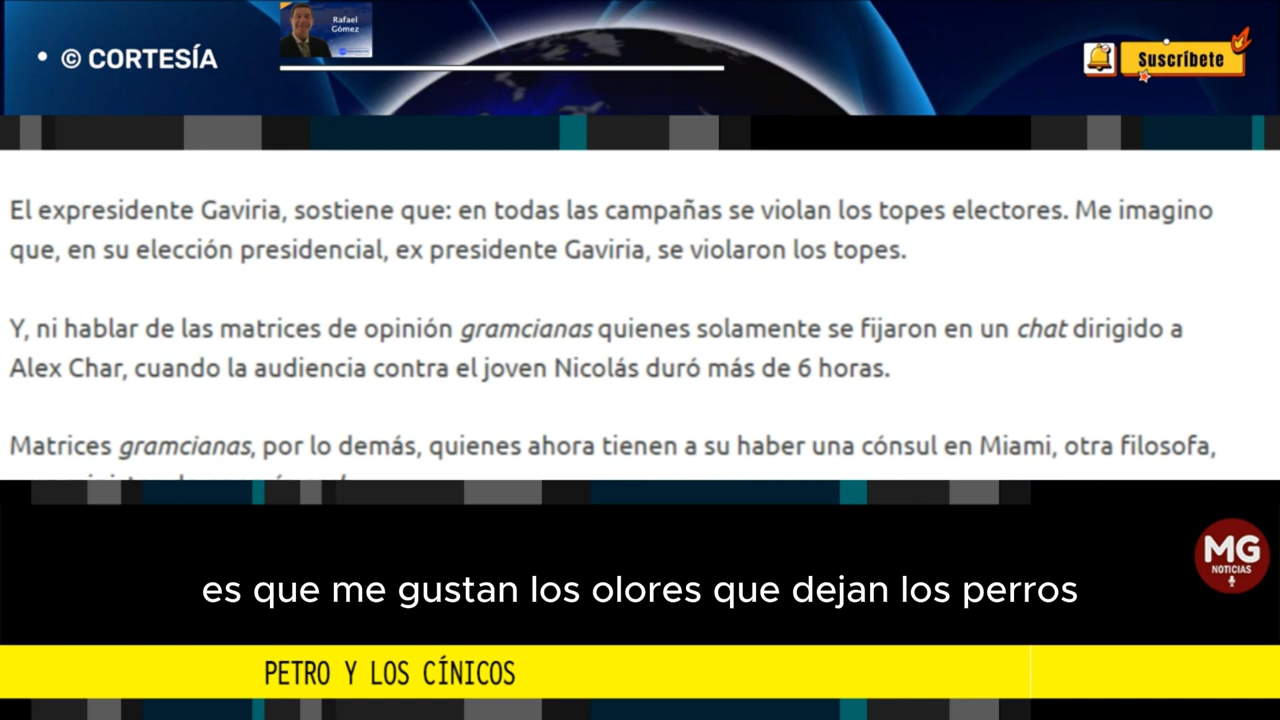 • © CORTESÍA
Rafael
Gómez
Suscríbete
El expresidente Gaviria, sostiene que: en todas las campañas se violan los topes electores. Me imagino
que, en su elección presidencial, ex presidente Gaviria, se violaron los topes.
Y, ni hablar de las matrices de opinión gramcianas quienes solamente se fijaron en un chat dirigido a
Alex Char, cuando la audiencia contra el joven Nicolás duró más de 6 horas.
Matrices gramcianas, por lo demás, quienes ahora tienen a su haber una cónsul en Miami, otra filosofa,
MG
NOTICIAS
es que me gustan los olores que dejan los perros
PETRO Y LOS CÍNICOS